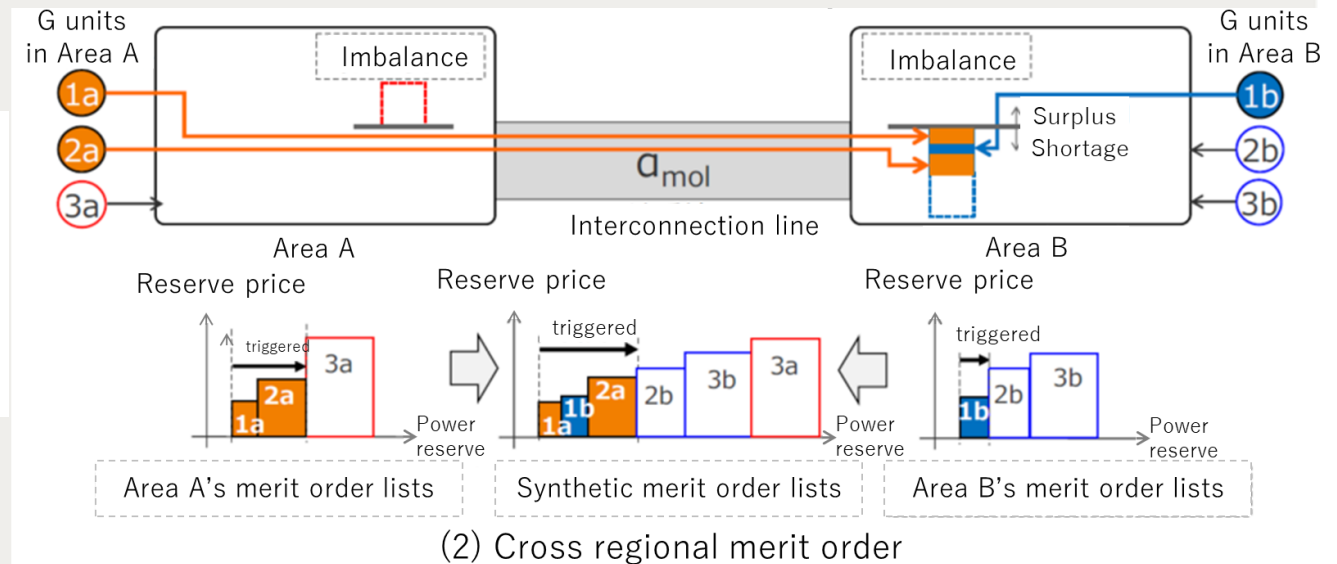 G units
in Area A
1a
2a
3a
Imbalance
Area A
ɑmol
Interconnection line
Imbalance
Surplus
Shortage
Area B
G units
in Area B
1b
2b
3b
Reserve price
triggered
1a
2a
3a
Power
reserve
Area A's merit order lists
Reserve price
triggered
1a
1b
2a
2b
3b
3a
Power
reserve
Synthetic merit order lists
Reserve price
triggered
1b
2b
3b
Power
reserve
Area B's merit order lists
(2) Cross regional merit order